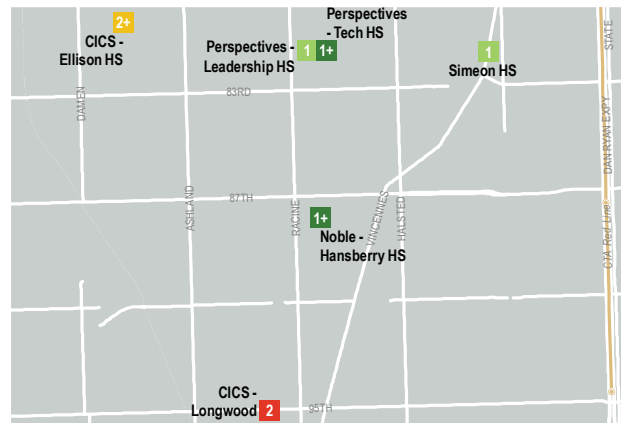 2+
CICS -
Ellison HS
Perspectives -
Leadership HS
1
1+
Perspectives
- Tech HS
1
Simeon HS
STATE
83RD
DAMEN
DAN RYAN EXPY
87TH
ASHLAND
RACINE
VINCENNES
HALSTED
1+
Noble -
Hansberry HS
CTA Red Line
CICS -
Longwood
2
95TH